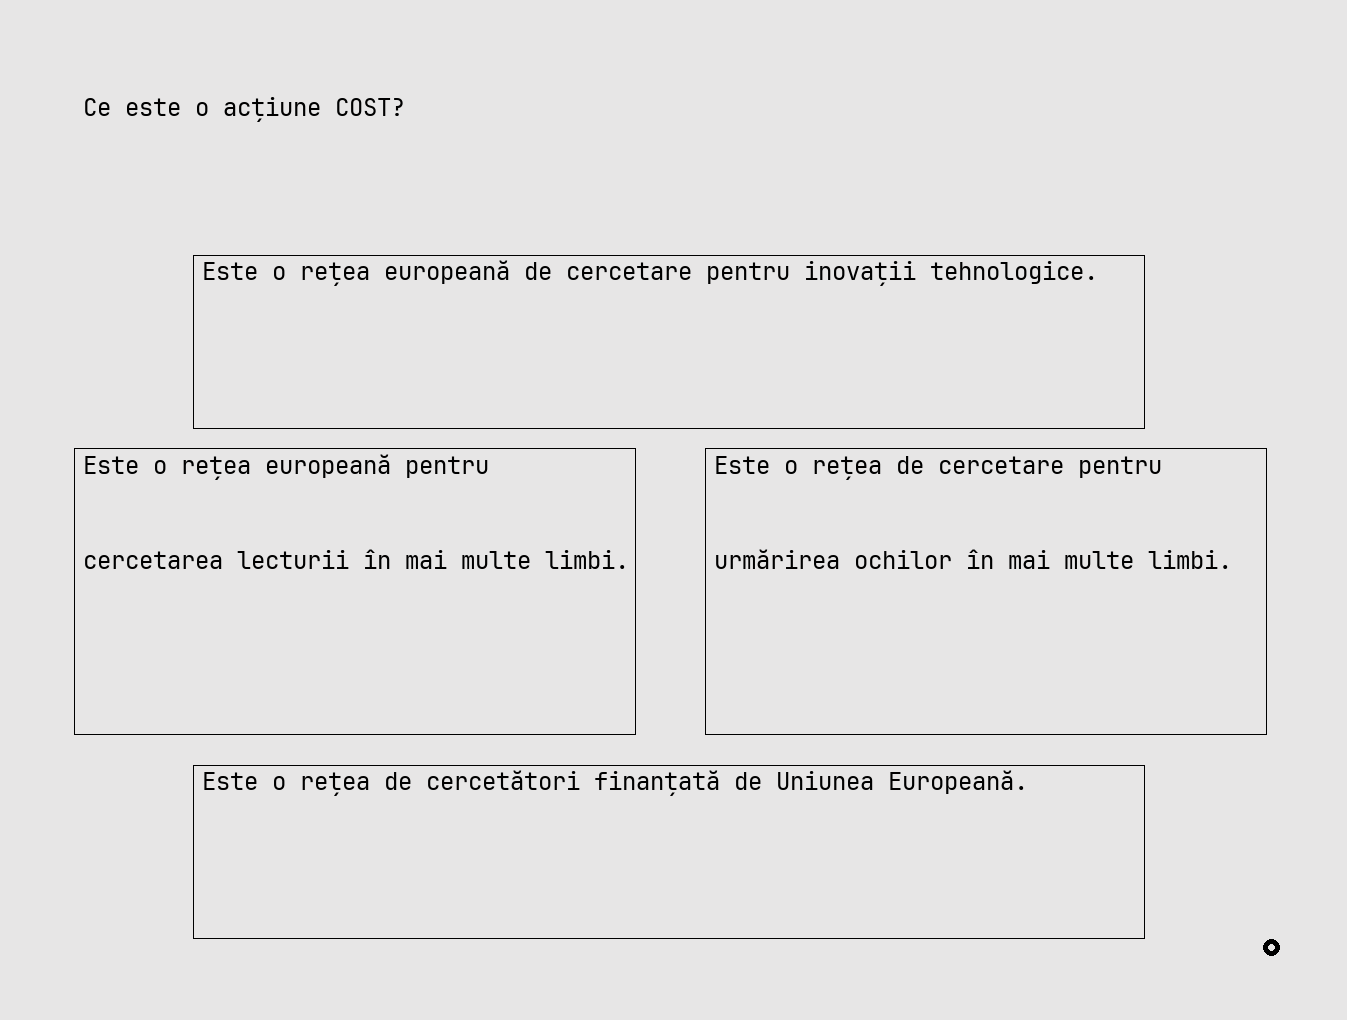 Ce este o acțiune COST?
Este o rețea europeană de cercetare pentru inovații tehnologice.
Este o rețea europeană pentru
cercetarea lecturii în mai multe limbi.
Este o rețea de cercetare pentru
urmărirea ochilor în mai multe limbi.
Este o rețea de cercetători finanțată de Uniunea Europeană.